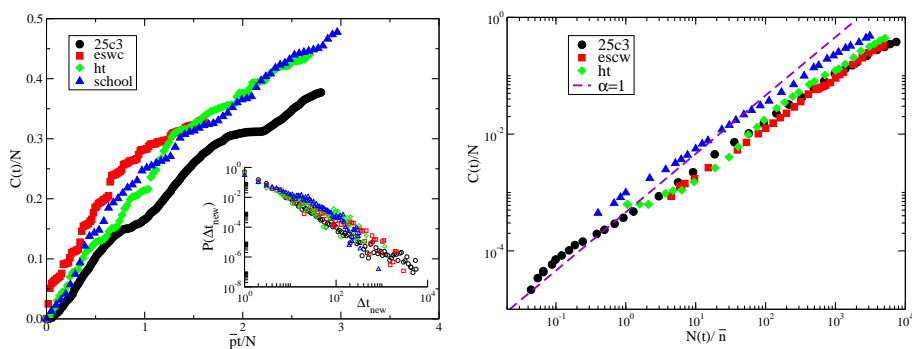 0.5
0.4
0.3
0.2
0.1
0.0
C(t)/N
25c3
eswc
ht
school
10^0
10^-2
10^-4
10^-6
10^-8
P(Δt_new)
10^0
10^2
10^4
Δt_new
0
1
2
3
4
p̄t/N
10^0
10^-2
10^-4
C(t)/N
25c3
escw
ht
α=1
10^-1
10^0
10^1
10^2
10^3
10^4
N(t)/ n̄